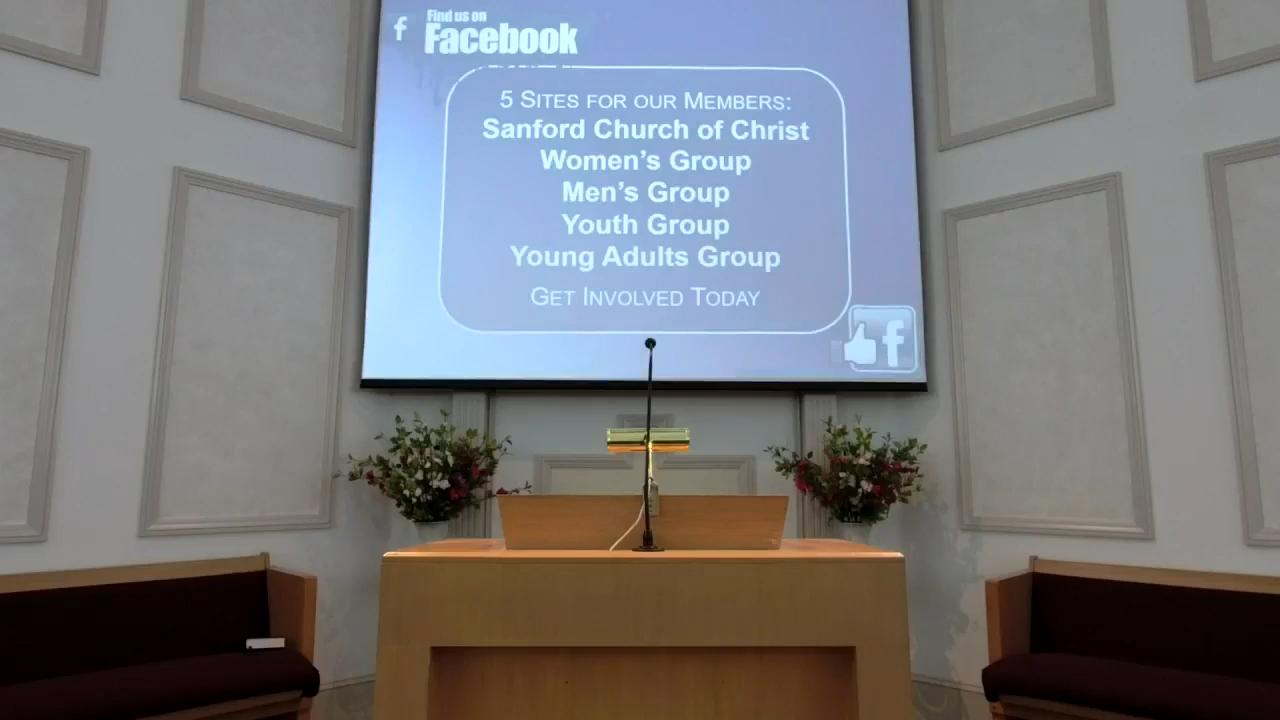 f Find us on
Facebook
5 Sites for our Members:
Sanford Church of Christ
Women's Group
Men's Group
Youth Group
Young Adults Group
Get Involved Today
f